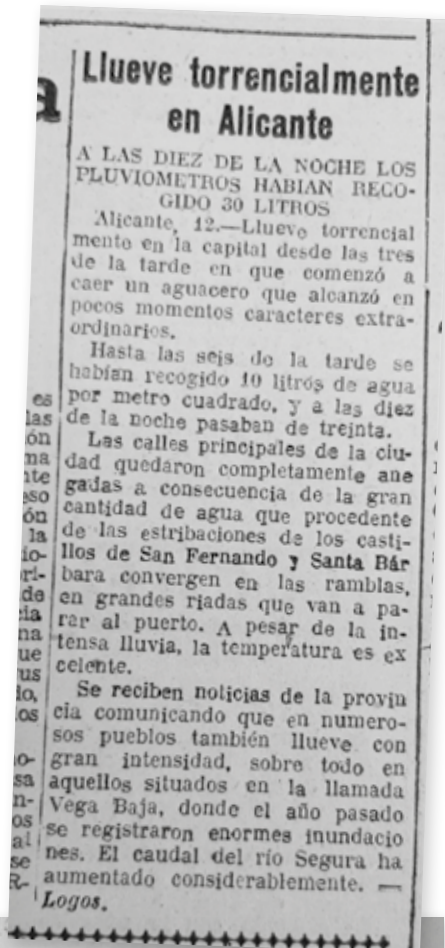 a
Llueve torrencialmente
en Alicante
A LAS DIEZ DE LA NOCHE LOS
PLUVIOMETROS HABIAN RECO-
GIDO 30 LITROS
Alicante, 12.—Llueve torrencial
mente en la capital desde las tres
de la tarde en que comenzó a
caer un aguacero que alcanzó en
pocos momentos caracteres extra-
ordinarios.
Hasta las seis de la tarde se
habían recogido 10 litros de agua
por metro cuadrado, y a las diez
de la noche pasaban de treinta.
Las calles principales de la ciu-
dad quedaron completamente ane
gadas a consecuencia de la gran
cantidad de agua que procedente
de las estribaciones de los casti-
llos de San Fernando y Santa Bár
bara convergen en las ramblas,
en grandes riadas que van a pa-
rar al puerto. A pesar de la in-
tensa lluvia, la temperatura es ex
celente.
Se reciben noticias de la provin
cia comunicando que en numero-
sos pueblos también llueve con
gran intensidad, sobre todo en
aquellos situados en la llamada
Vega Baja, donde el año pasado
se registraron enormes inundacio
nes. El caudal del río Segura ha
aumentado considerablemente. —
Logos.